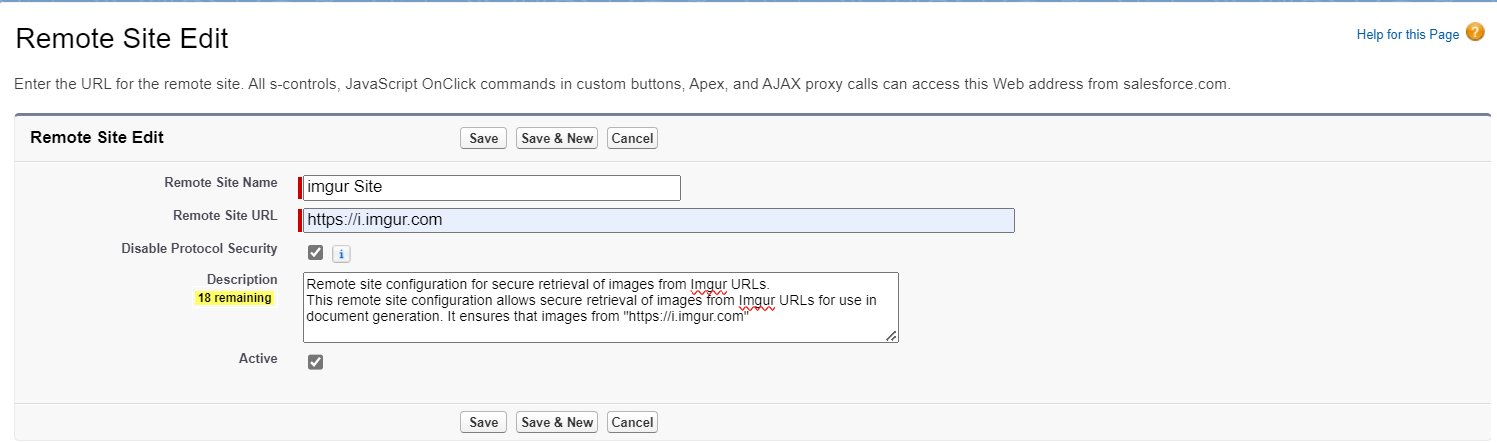 Remote Site Edit
Help for this Page ?
Enter the URL for the remote site. All s-controls, JavaScript OnClick commands in custom buttons, Apex, and AJAX proxy calls can access this Web address from salesforce.com.
Remote Site Edit Save Save & New Cancel
Remote Site Name imgur Site
Remote Site URL https://i.imgur.com
Disable Protocol Security i
Description Remote site configuration for secure retrieval of images from Imgur URLs.
18 remaining This remote site configuration allows secure retrieval of images from Imgur URLs for use in
document generation. It ensures that images from "https://i.imgur.com"
Active
Save Save & New Cancel